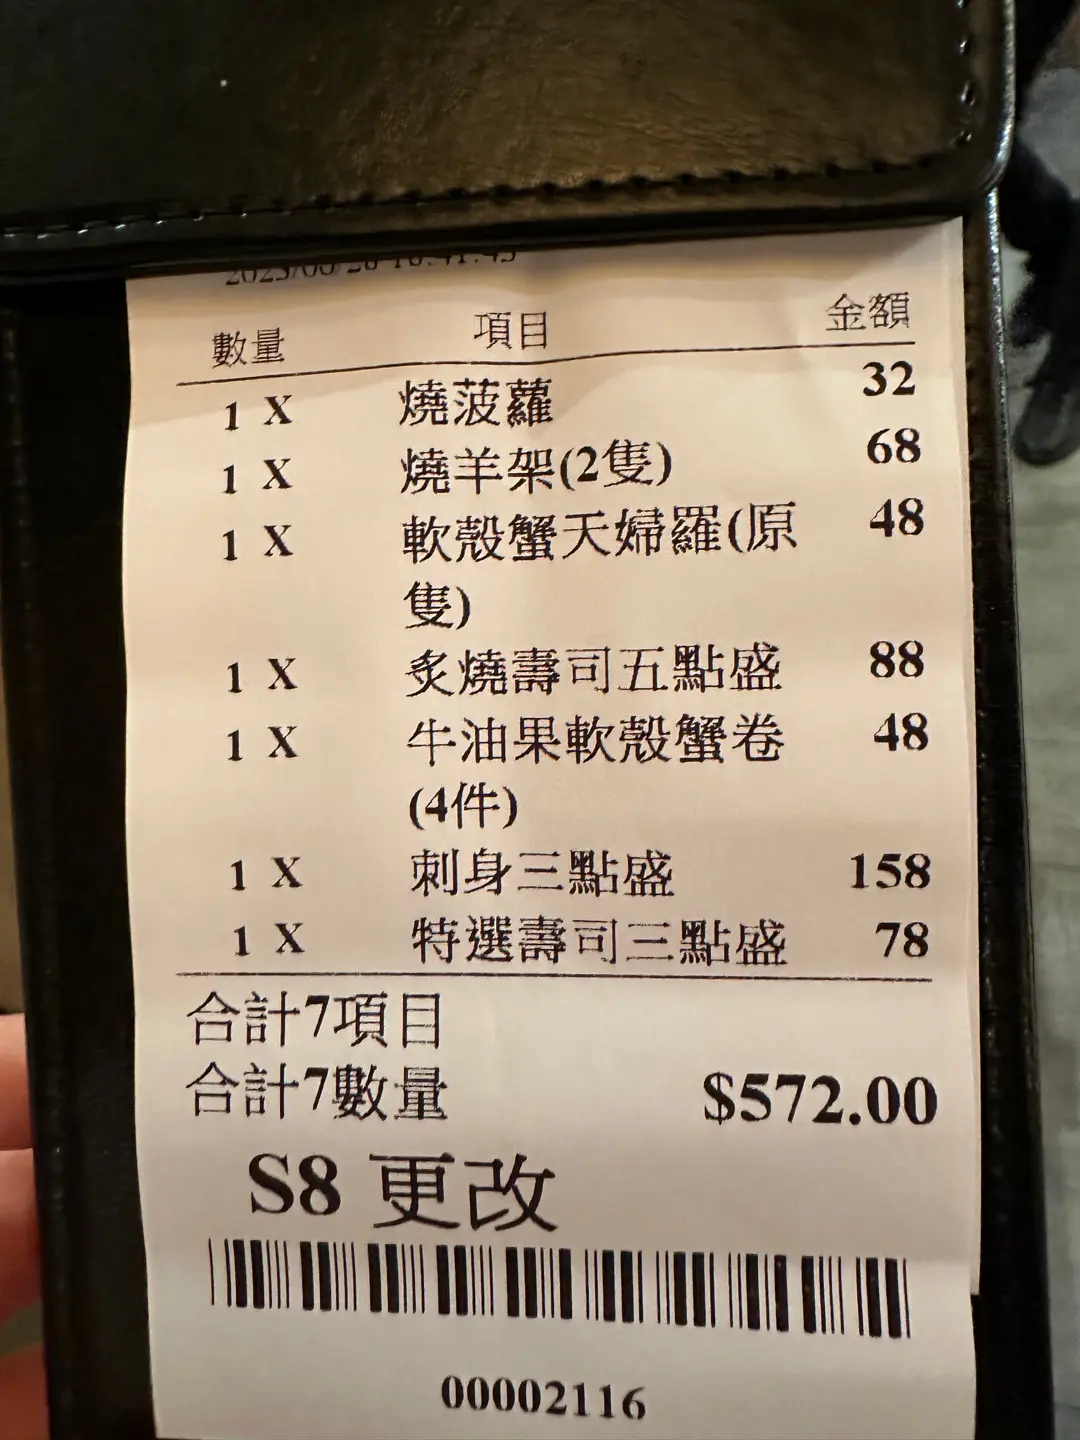 數量 項目 金額
1 X 燒菠蘿 32
1 X 燒羊架(2隻) 68
1 X 軟殼蟹天婦羅(原 48
隻)
1 X 炙燒壽司五點盛 88
1 X 牛油果軟殼蟹卷 48
(4件)
1 X 刺身三點盛 158
1 X 特選壽司三點盛 78
合計7項目
合計7數量 $572.00
S8 更改
00002116